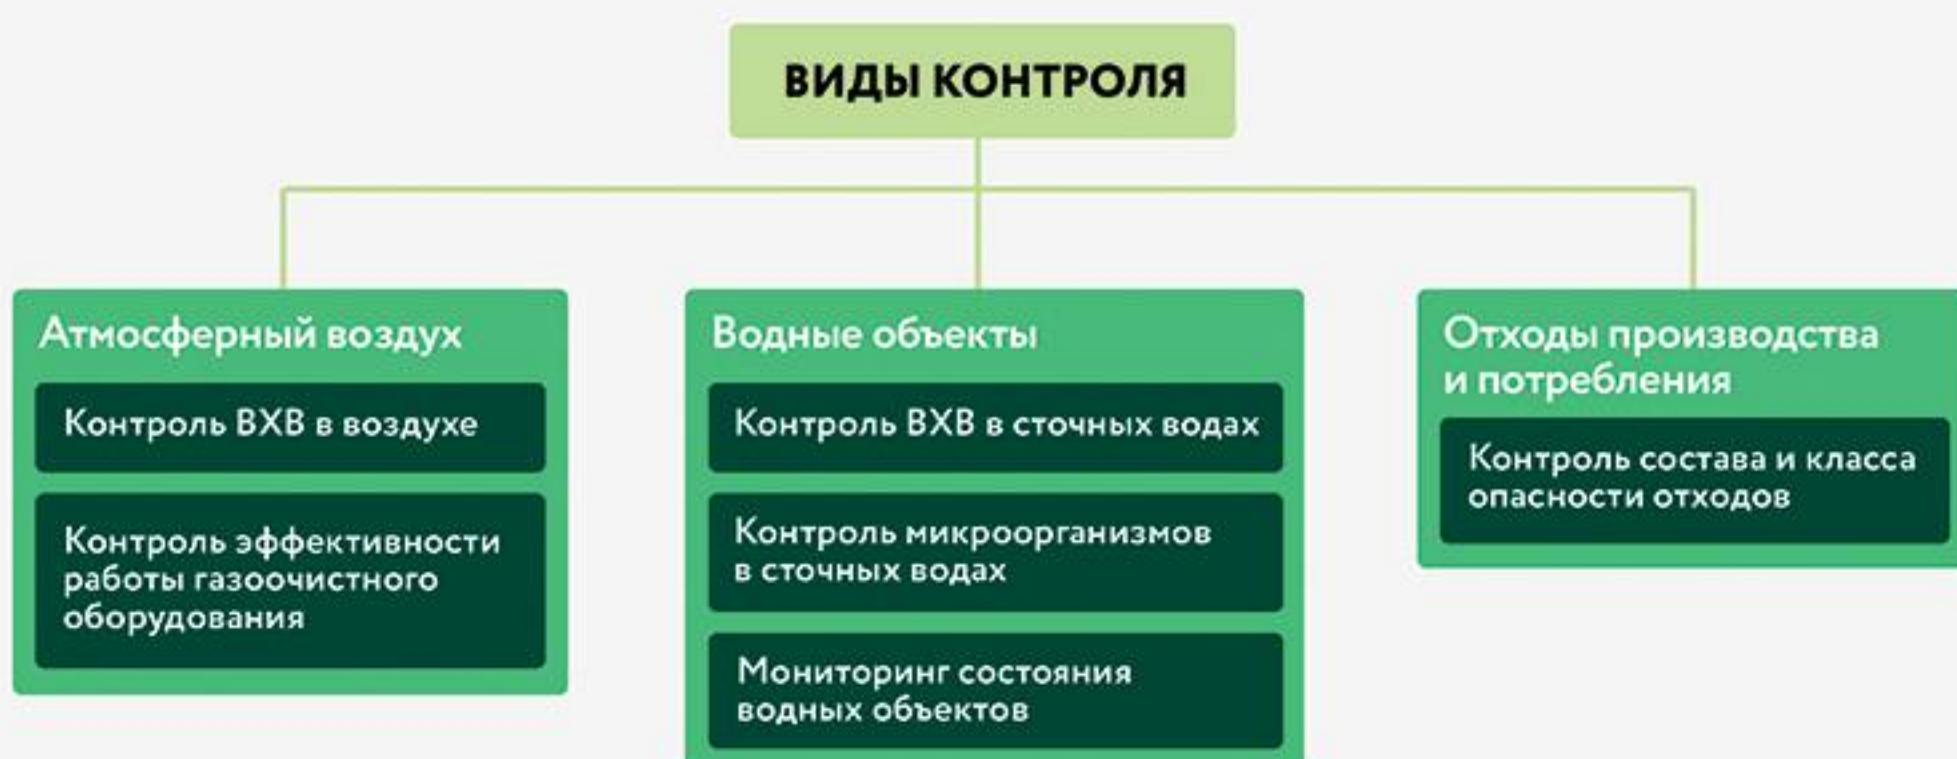 ВИДЫ КОНТРОЛЯ
Атмосферный воздух
Контроль ВХВ в воздухе
Контроль эффективности
работы газоочистного
оборудования
Водные объекты
Контроль ВХВ в сточных водах
Контроль микроорганизмов
в сточных водах
Мониторинг состояния
водных объектов
Отходы производства
и потребления
Контроль состава и класса
опасности отходов